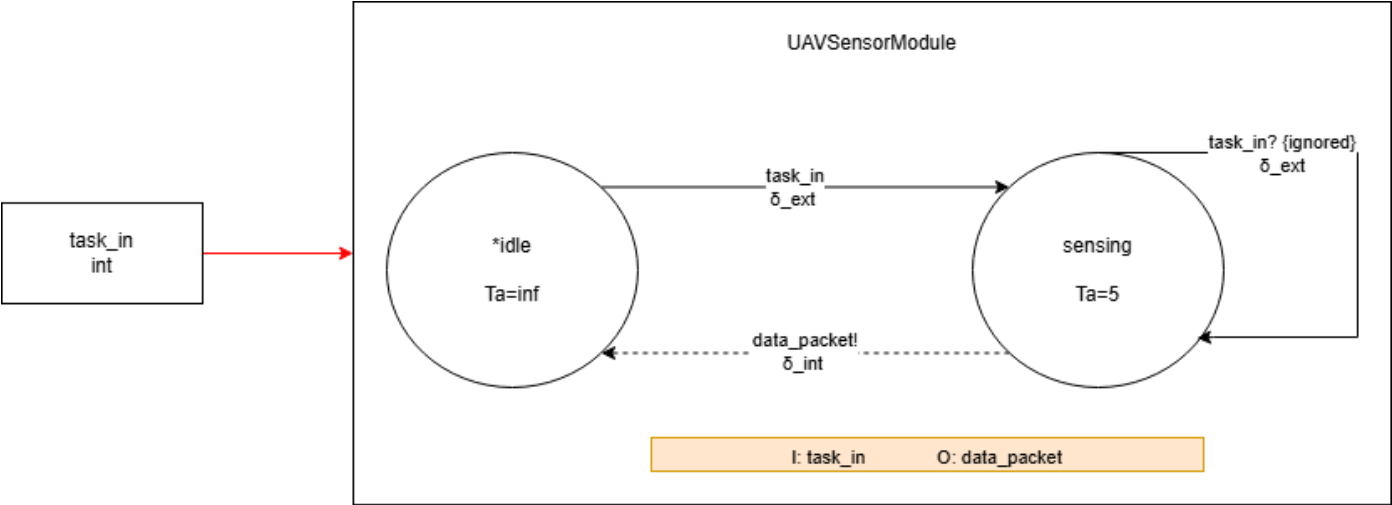 UAVSensorModule
task_in? {ignored}
δ_ext
task_in
δ_ext
task_in
int
*idle
Ta=inf
sensing
Ta=5
data_packet!
δ_int
I: task_in O: data_packet